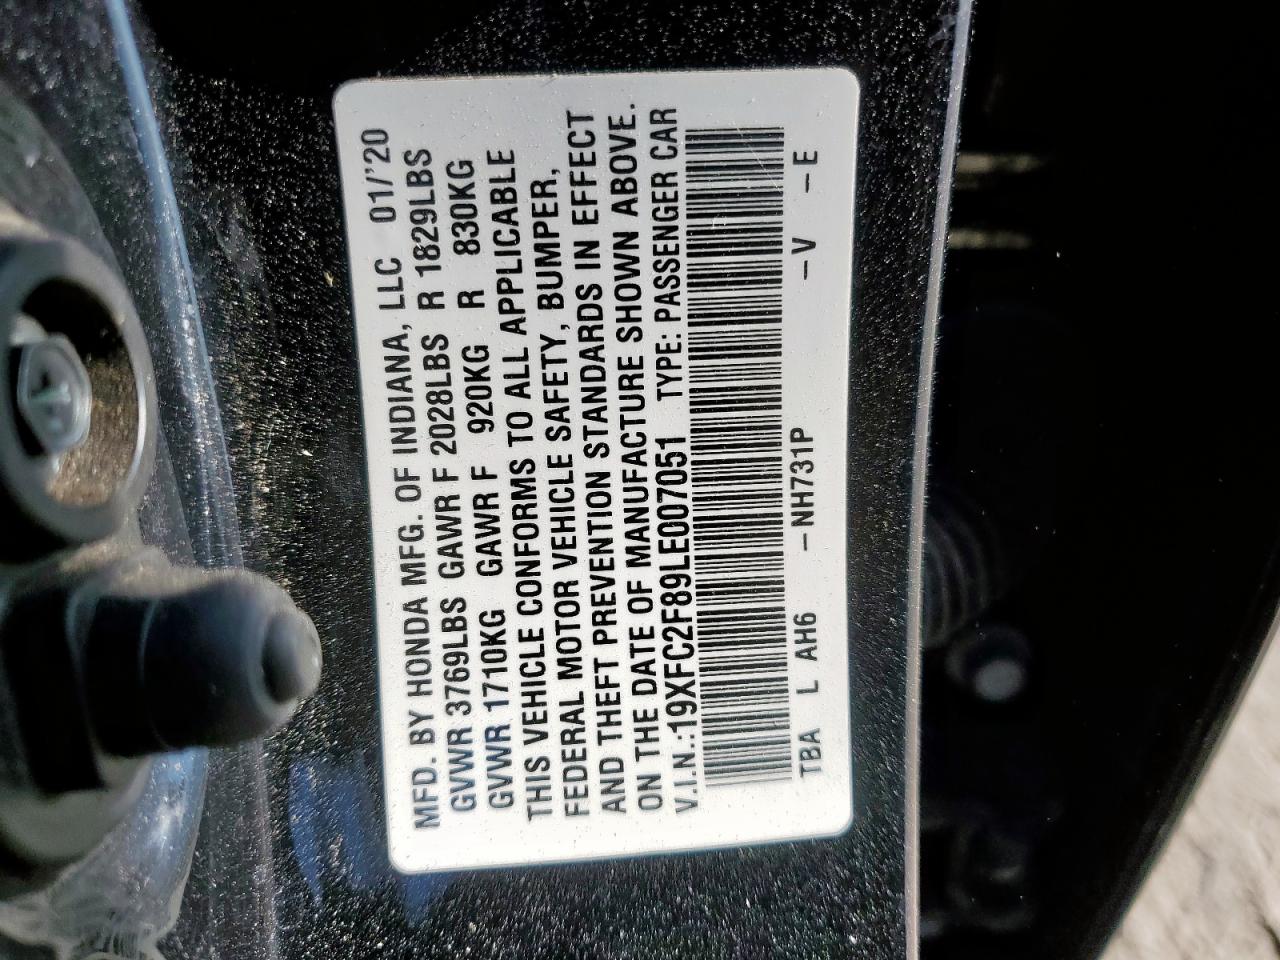 MFD. BY HONDA MFG. OF INDIANA, LLC 01/'20
GVWR 3769LBS GAWR F 2028LBS R 1829LBS
GVWR 1710KG GAWR F 920KG R 830KG
THIS VEHICLE CONFORMS TO ALL APPLICABLE
FEDERAL MOTOR VEHICLE SAFETY, BUMPER,
AND THEFT PREVENTION STANDARDS IN EFFECT
ON THE DATE OF MANUFACTURE SHOWN ABOVE.
V.I.N.:19XFC2F89LE007051 TYPE: PASSENGER CAR
TBA L AH6 -NH731P -V -E